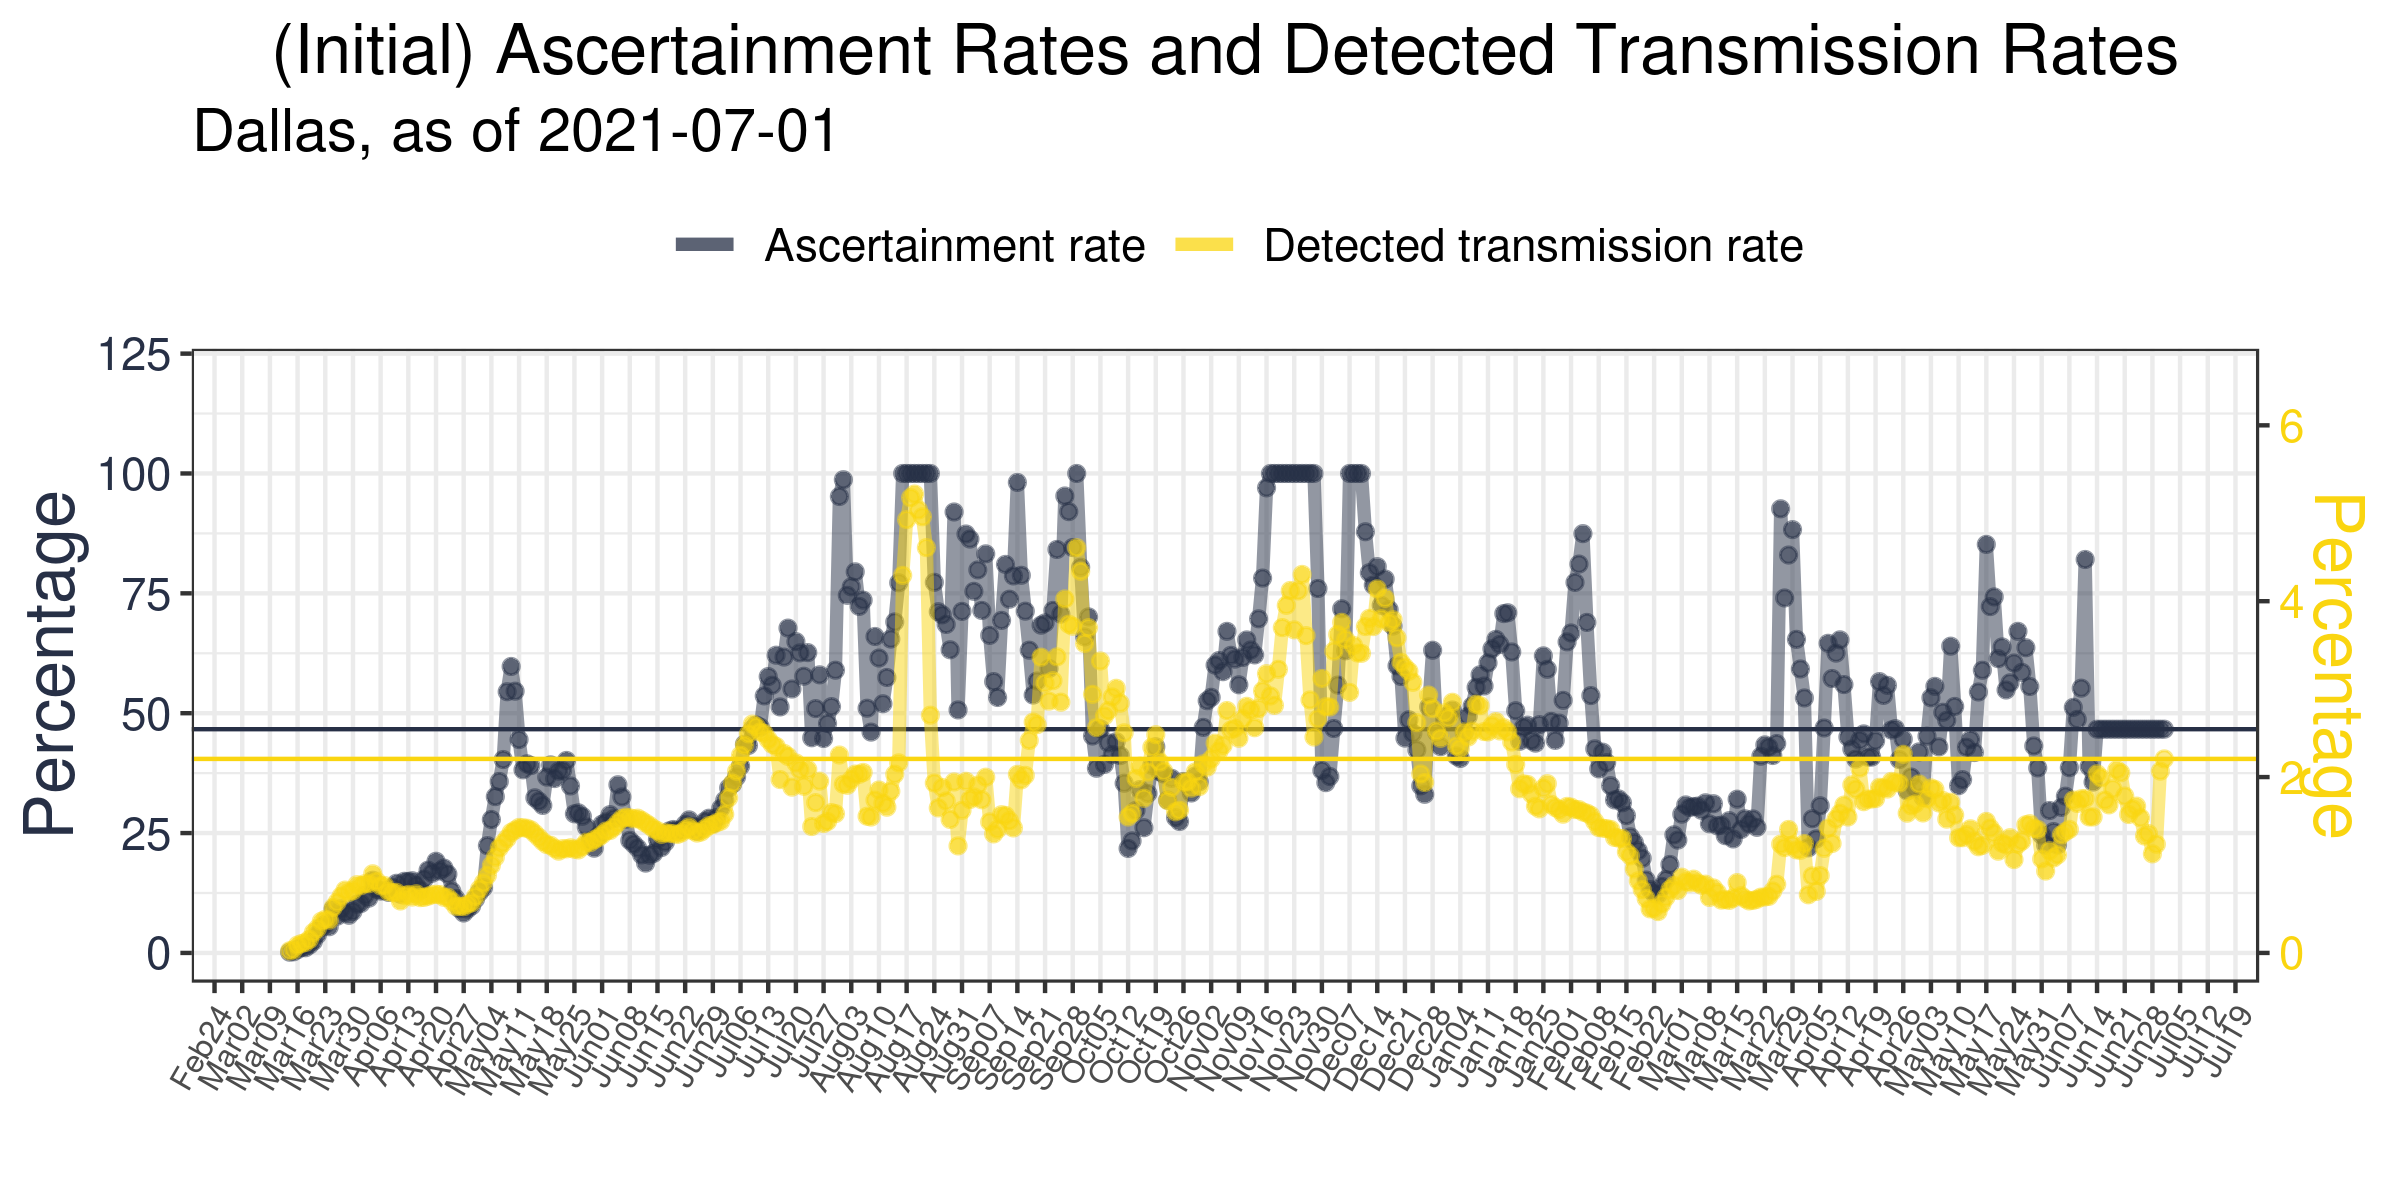 (Initial) Ascertainment Rates and Detected Transmission Rates
Dallas, as of 2021-07-01
Ascertainment rate Detected transmission rate
Percentage
125
100
75
50
25
0
6
4
2
0
Percentage
Feb24 Mar02 Mar09 Mar16 Mar23 Mar30 Apr06 Apr13 Apr20 Apr27 May04 May11 May18 May25 Jun01 Jun08 Jun15 Jun22 Jun29 Jul06 Jul13 Jul20 Jul27 Aug03 Aug10 Aug17 Aug24 Aug31 Sep07 Sep14 Sep21 Sep28 Oct05 Oct12 Oct19 Oct26 Nov02 Nov09 Nov16 Nov23 Nov30 Dec07 Dec14 Dec21 Dec28 Jan04 Jan11 Jan18 Jan25 Feb01 Feb08 Feb15 Feb22 Mar01 Mar08 Mar15 Mar22 Mar29 Apr05 Apr12 Apr19 Apr26 May03 May10 May17 May24 May31 Jun07 Jun14 Jun21 Jun28 Jul05 Jul12 Jul19